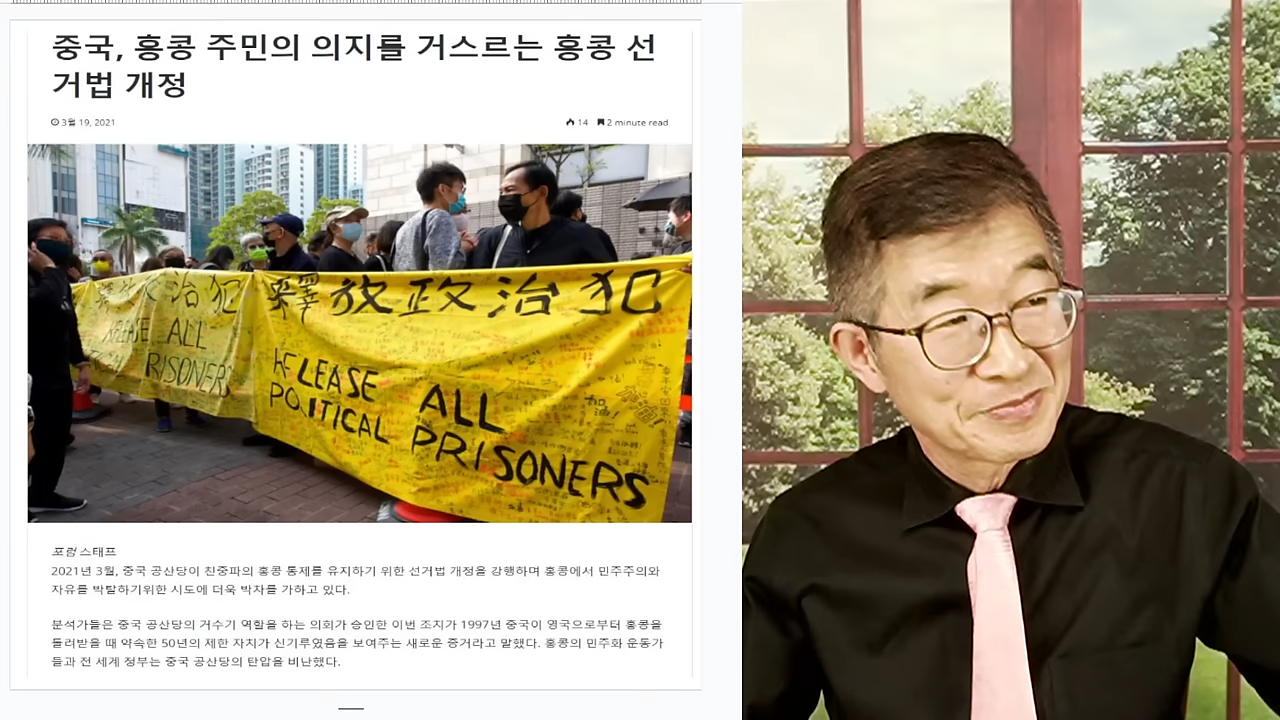 중국, 홍콩 주민의 의지를 거스르는 홍콩 선
거법 개정
3월 19, 2021
14
2 minute read
釋放政治犯
RELEASE ALL
PRISONERS
釋放政治犯
RELEASE ALL
POLITICAL PRISONERS
加油!
포럼 스태프
2021년 3월, 중국 공산당이 친중파의 홍콩 통제를 유지하기 위한 선거법 개정을 강행하며 홍콩에서 민주주의와
자유를 박탈하기위한 시도에 더욱 박차를 가하고 있다.
분석가들은 중국 공산당의 거수기 역할을 하는 의회가 승인한 이번 조치가 1997년 중국이 영국으로부터 홍콩을
돌려받을 때 약속한 50년의 제한 자치가 신기루였음을 보여주는 새로운 증거라고 말했다. 홍콩의 민주화 운동가
들과 전 세계 정부는 중국 공산당의 탄압을 비난했다.